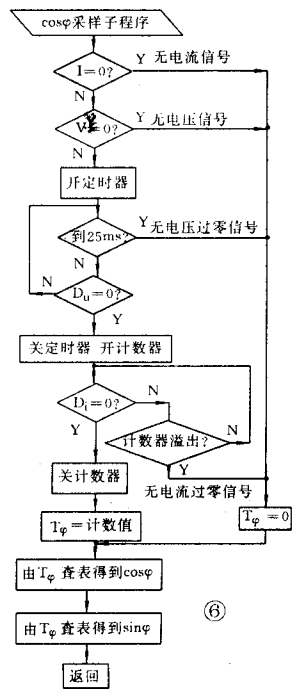 cosφ采样子程序
I=0?
Y 无电流信号
N
V=0?
Y 无电压信号
N
开定时器
到25ms?
Y 无电压过零信号
N
Du=0?
N
Y
关定时器 开计数器
Di=0?
N
Y
计数器溢出?
N
Y
无电流过零信号
关计数器
Tφ=计数值
Tφ=0
由Tφ查表得到cosφ
由Tφ查表得到sinφ
⑥
返回